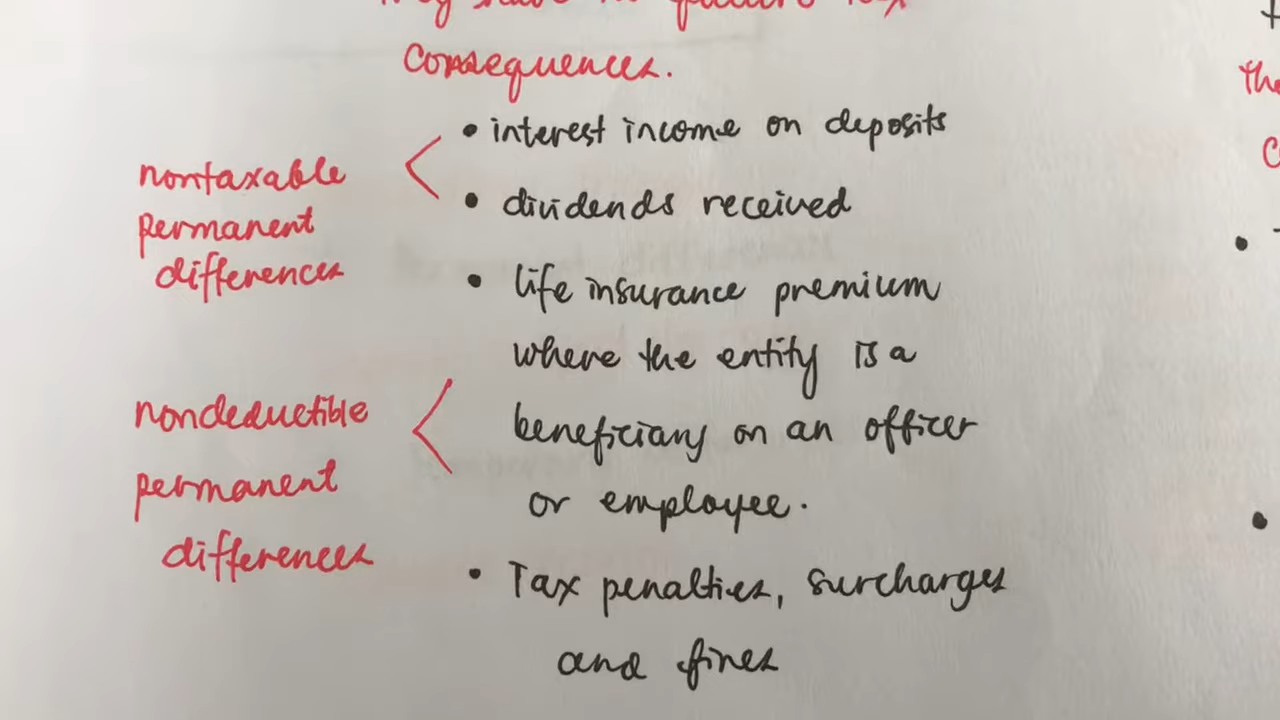 consequences.
• interest income on deposits
nontaxable
permanent
differences
• dividends received
• life insurance premium
where the entity is a
beneficiary on an officer
or employee.
nondeductible
permanent
differences
• Tax penalties, surcharges
and fines